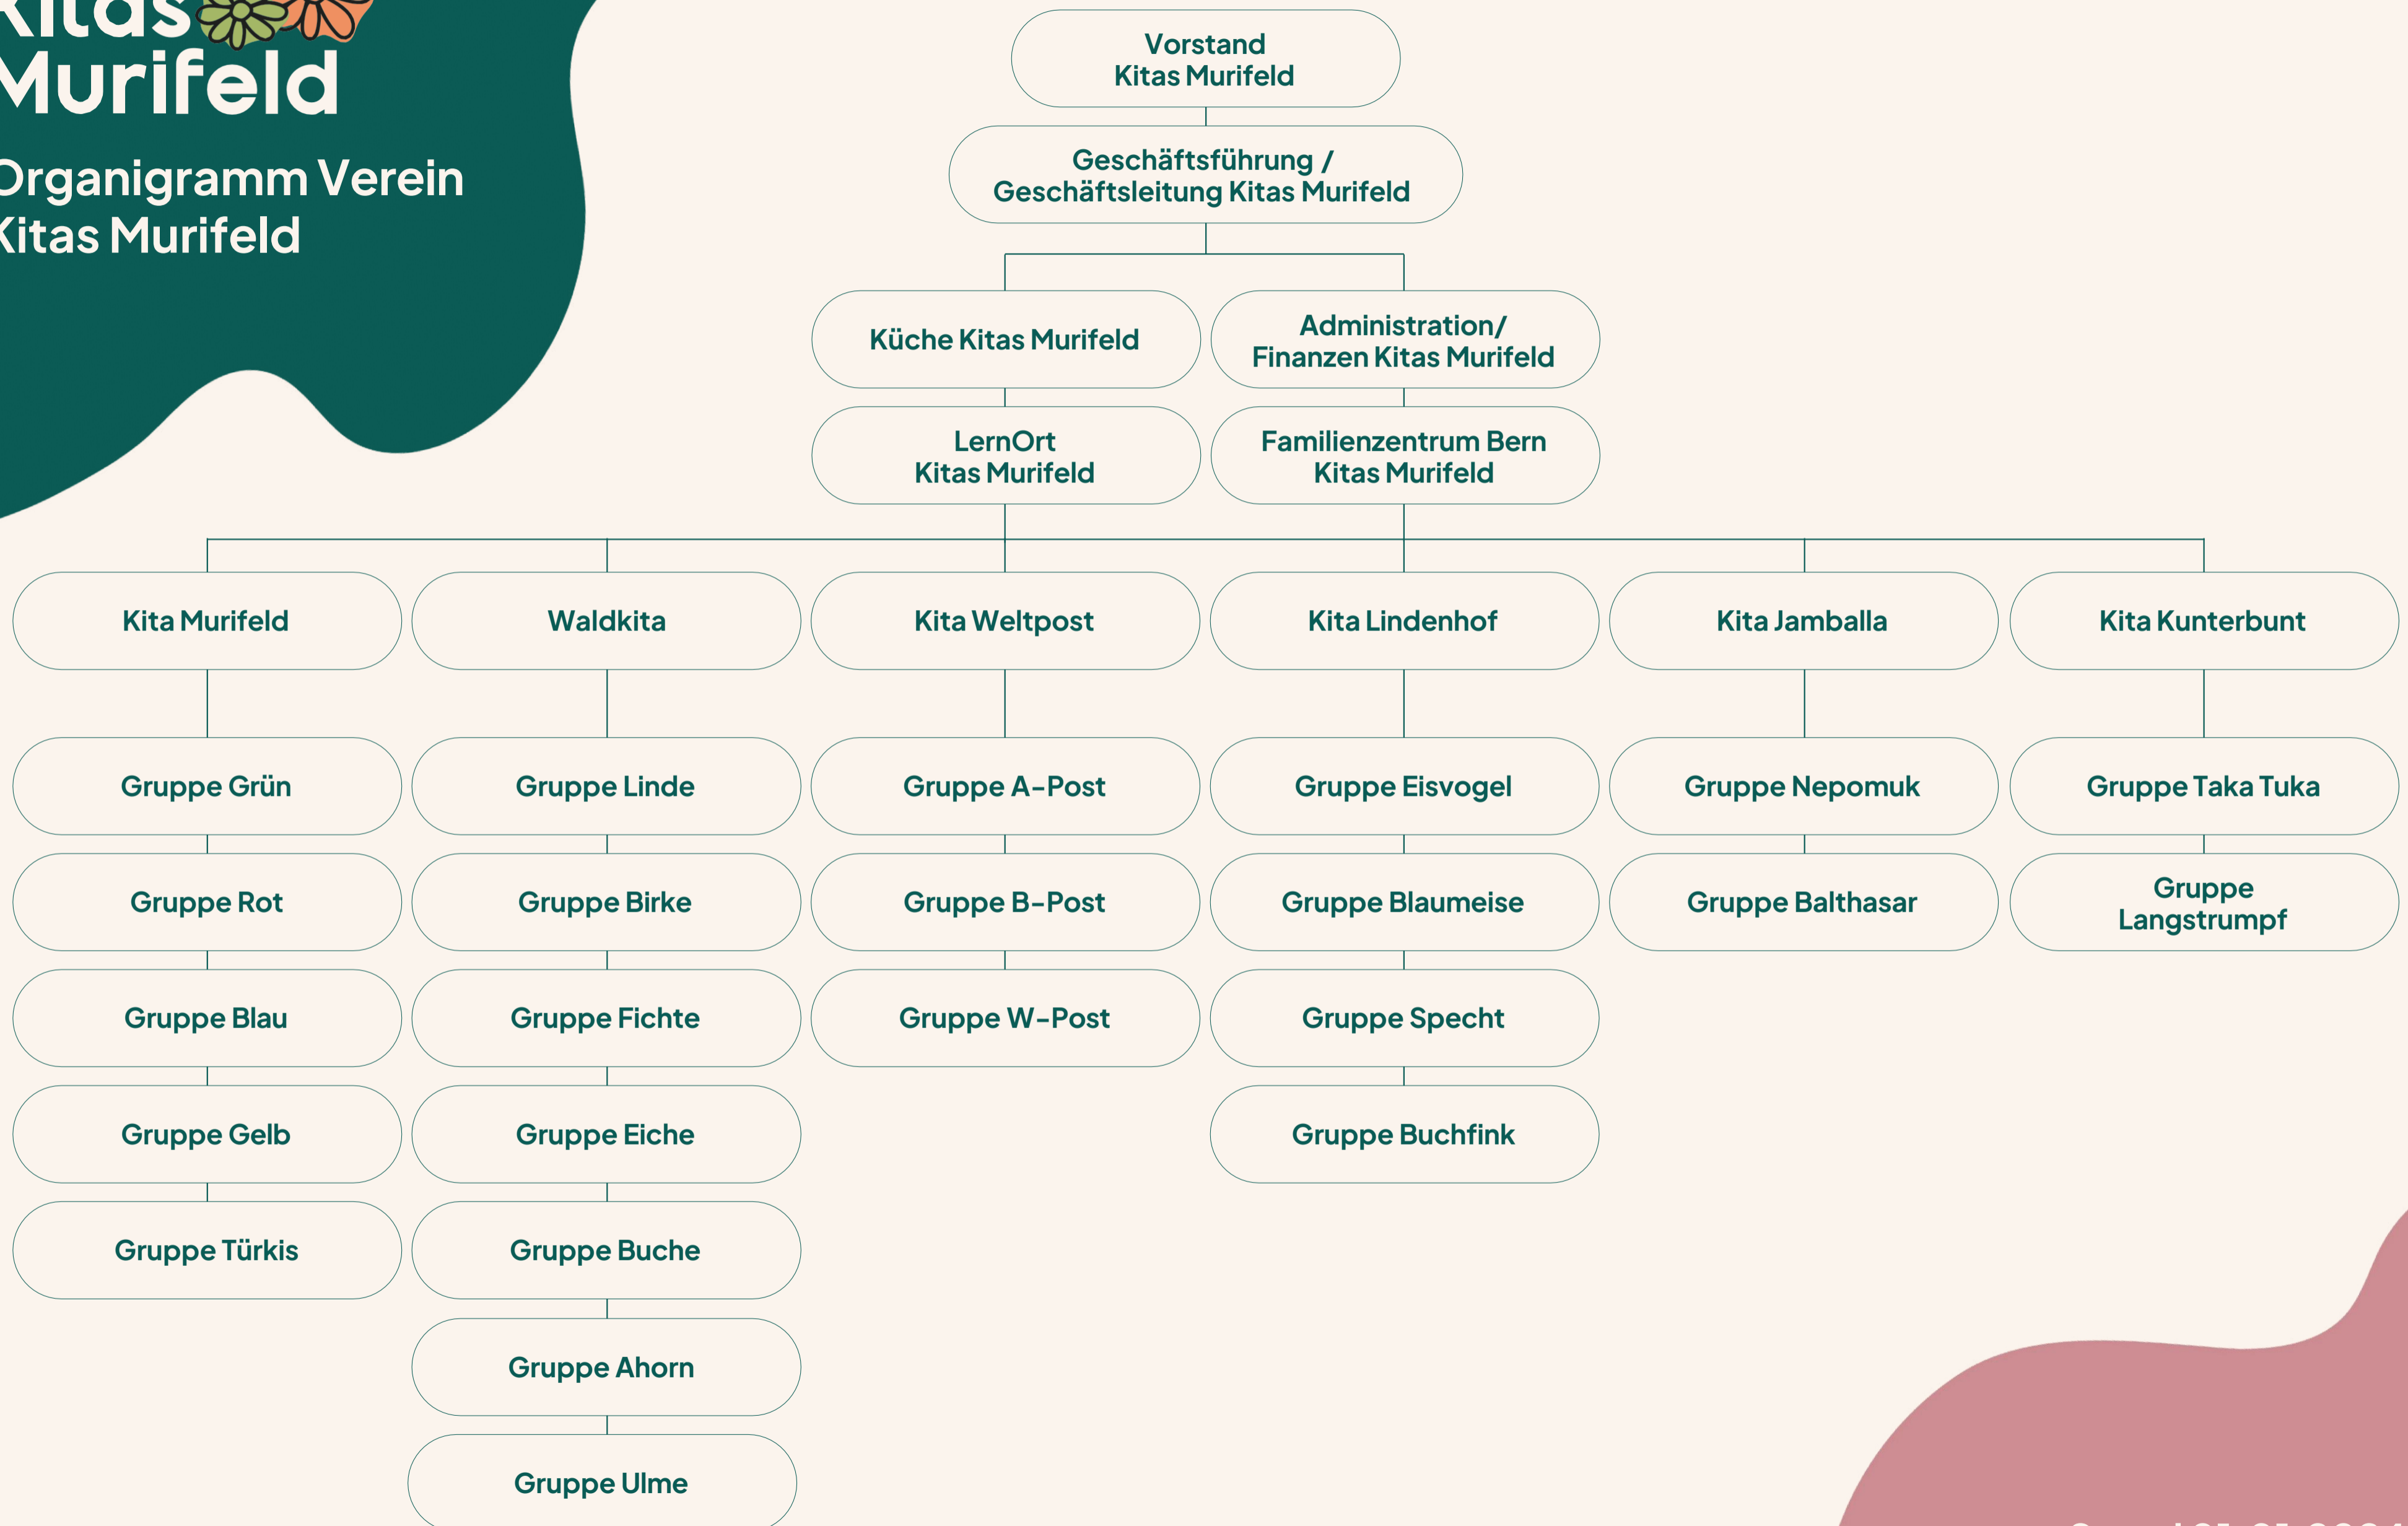 Kitas
Murifeld
Organigramm Verein
Kitas Murifeld
Vorstand
Kitas Murifeld
Geschäftsführung /
Geschäftsleitung Kitas Murifeld
Küche Kitas Murifeld
Administration/
Finanzen Kitas Murifeld
LernOrt
Kitas Murifeld
Familienzentrum Bern
Kitas Murifeld
Kita Murifeld
Waldkita
Kita Weltpost
Kita Lindenhof
Kita Jamballa
Kita Kunterbunt
Gruppe Grün
Gruppe Linde
Gruppe A-Post
Gruppe Eisvogel
Gruppe Nepomuk
Gruppe Taka Tuka
Gruppe Rot
Gruppe Birke
Gruppe B-Post
Gruppe Blaumeise
Gruppe Balthasar
Gruppe
Langstrumpf
Gruppe Blau
Gruppe Fichte
Gruppe W-Post
Gruppe Specht
Gruppe Gelb
Gruppe Eiche
Gruppe Buchfink
Gruppe Türkis
Gruppe Buche
Gruppe Ahorn
Gruppe Ulme